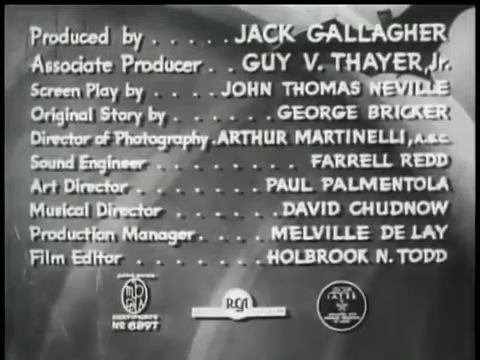 Produced by . . . . . JACK GALLAGHER
Associate Producer . . GUY V. THAYER, Jr.
Screen Play by . . . . JOHN THOMAS NEVILLE
Original Story by . . . . . . GEORGE BRICKER
Director of Photography . ARTHUR MARTINELLI, A.S.C.
Sound Engineer . . . . . . . . FARRELL REDD
Art Director . . . . . . . PAUL PALMENTOLA
Musical Director . . . . . DAVID CHUDNOW
Production Manager . . . . MELVILLE DE LAY
Film Editor . . . . . . . HOLBROOK N. TODD
No 6897
RCA